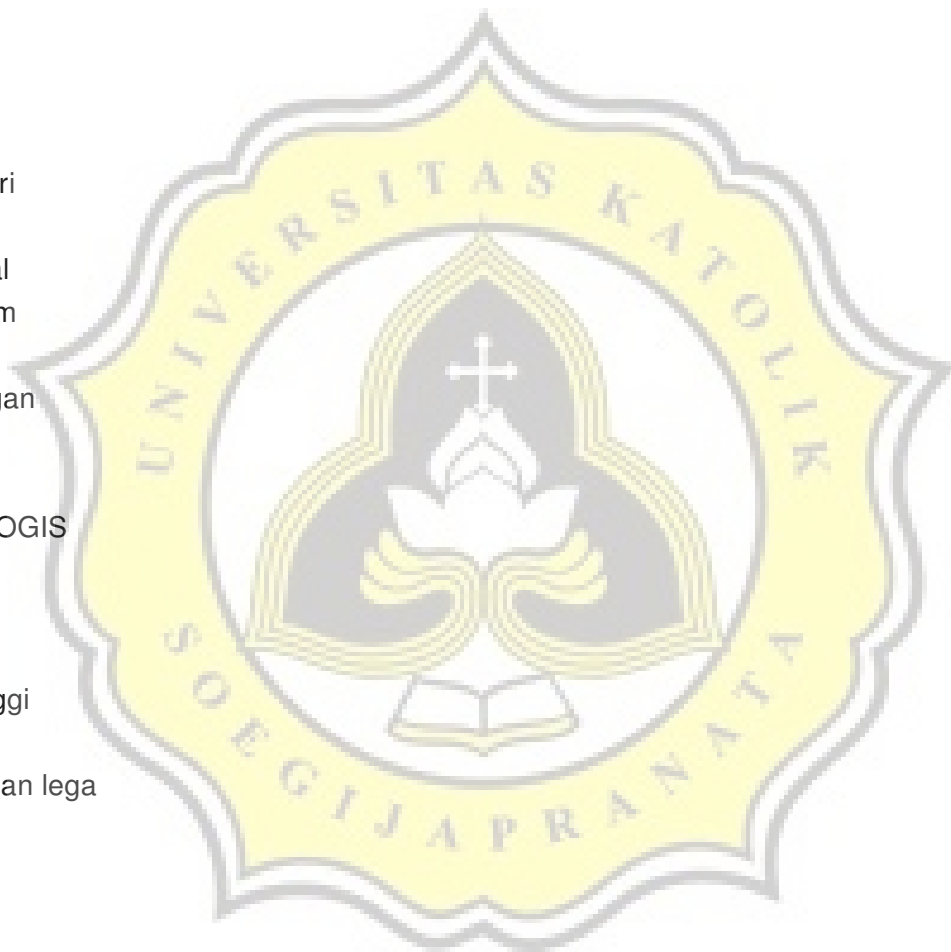 ri
al
m
gan
OGIS
ggi
an lega
UNIVERSITAS KATOLIK
SOEGIJAPRANATA